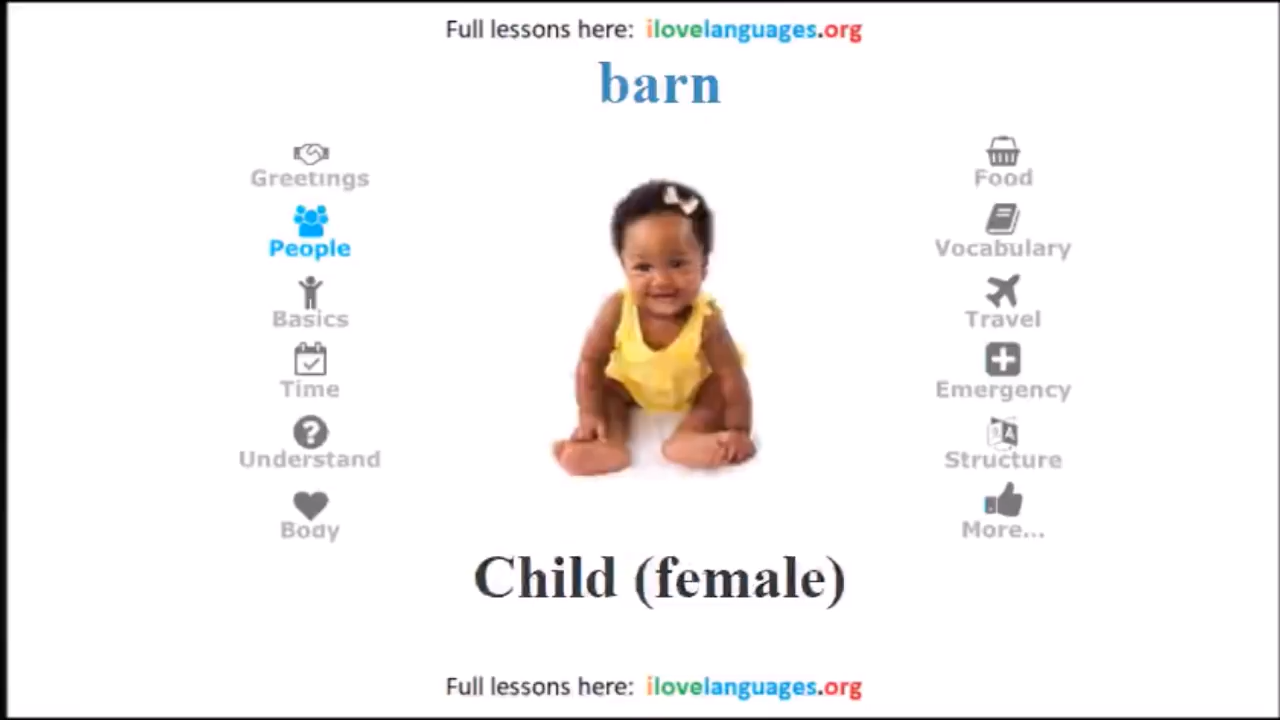 Full lessons here: ilovelanguages.org
barn
Greetings
People
Basics
Time
Understand
Body
Food
Vocabulary
Travel
Emergency
Structure
More...
Child (female)
Full lessons here: ilovelanguages.org